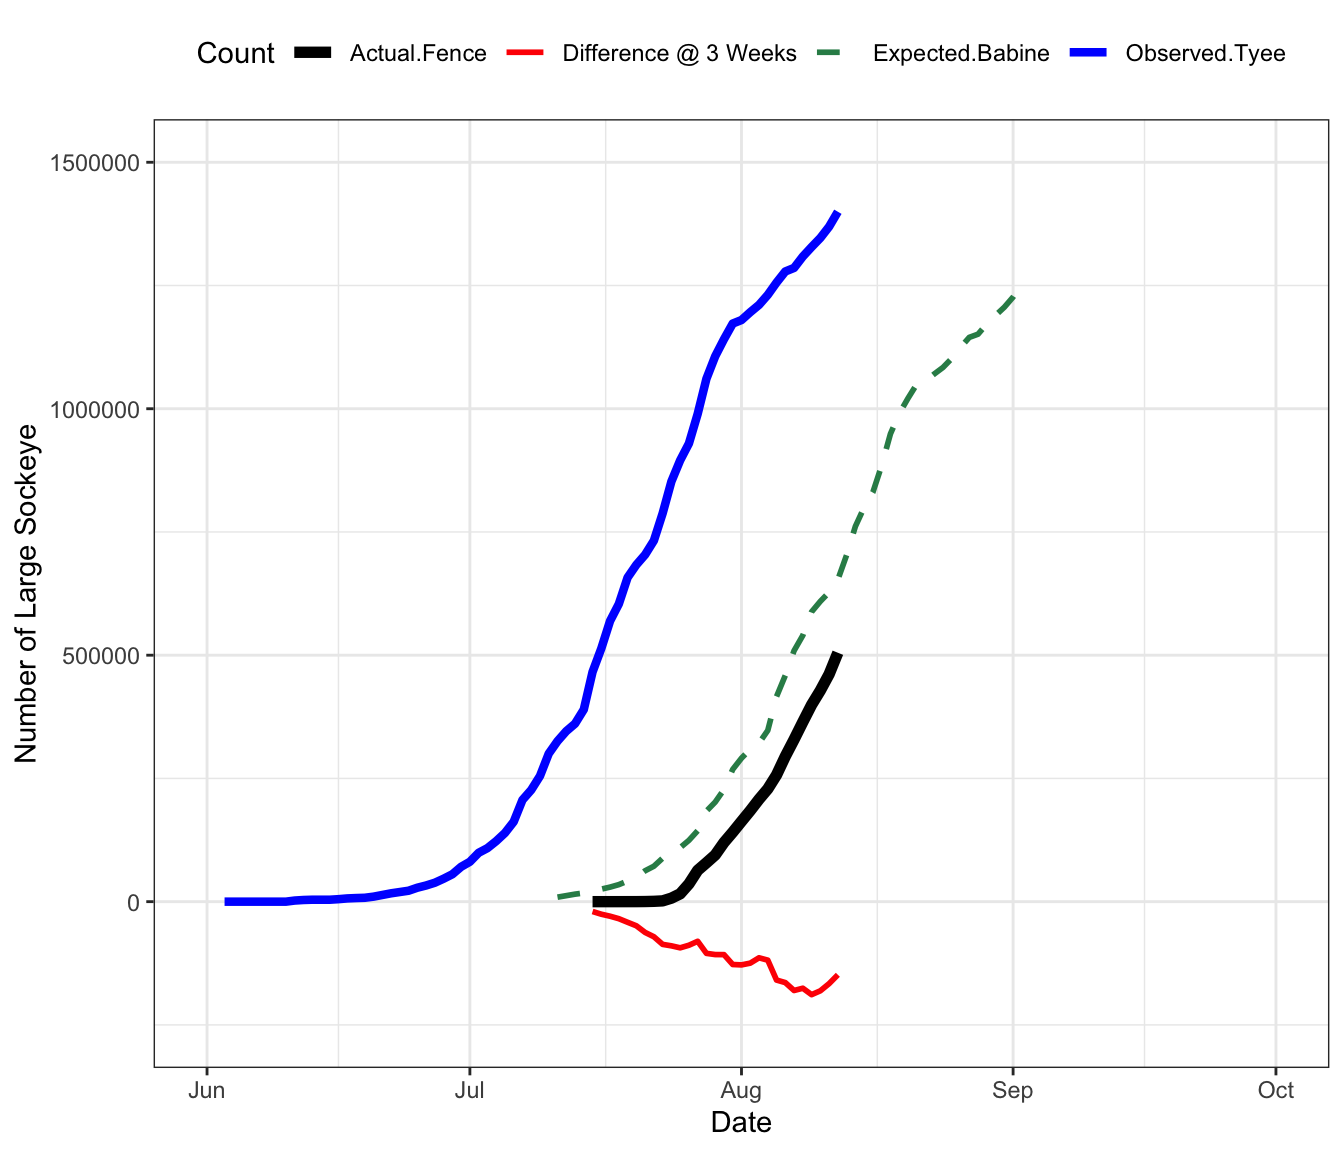 Count Actual.Fence Difference @ 3 Weeks Expected.Babine Observed.Tyee
1500000
1000000
500000
0
Number of Large Sockeye
Jun Jul Aug Sep Oct
Date